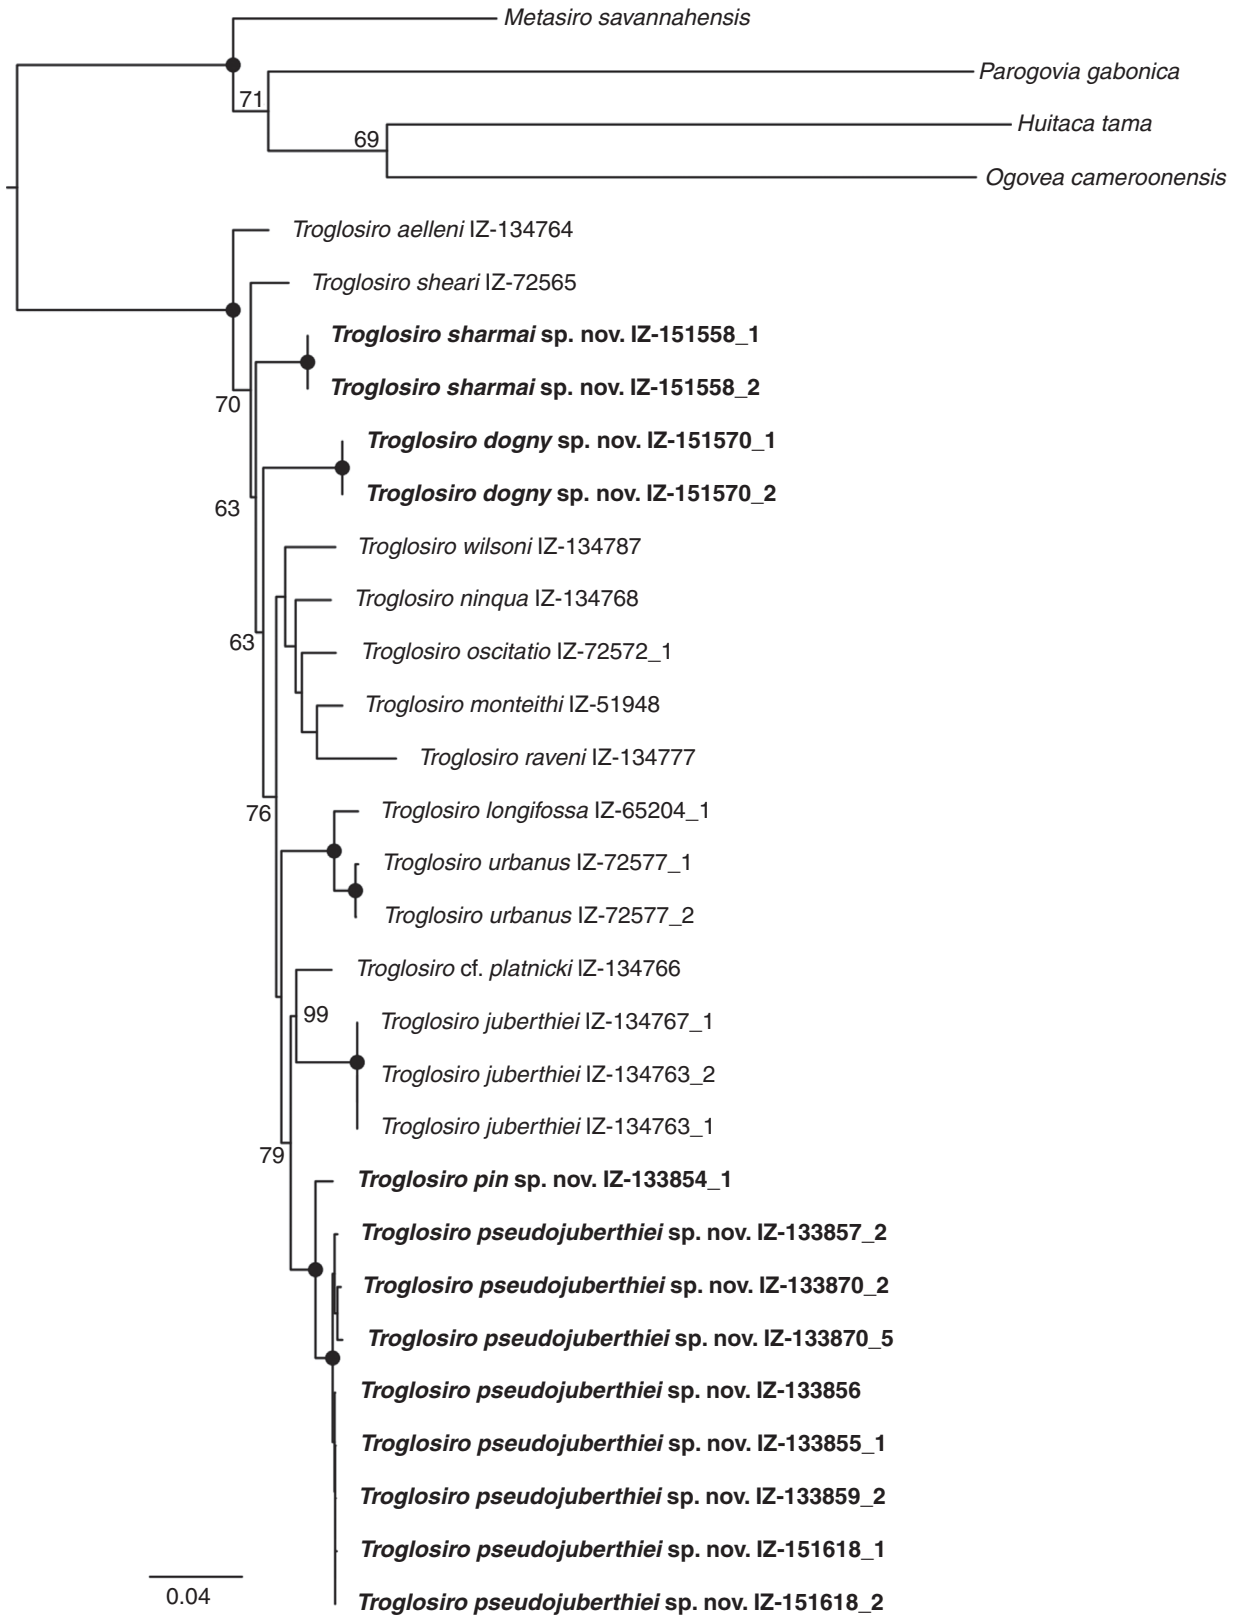 Metasiro savannahensis
Parogovia gabonica
71
Huitaca tama
69
Ogovea cameroonensis
Troglosiro aelleni IZ-134764
Troglosiro sheari IZ-72565
Troglosiro sharmai sp. nov. IZ-151558_1
Troglosiro sharmai sp. nov. IZ-151558_2
70
Troglosiro dogny sp. nov. IZ-151570_1
Troglosiro dogny sp. nov. IZ-151570_2
63
Troglosiro wilsoni IZ-134787
Troglosiro ninqua IZ-134768
63
Troglosiro oscitatio IZ-72572_1
Troglosiro monteithi IZ-51948
Troglosiro raveni IZ-134777
Troglosiro longifossa IZ-65204_1
76
Troglosiro urbanus IZ-72577_1
Troglosiro urbanus IZ-72577_2
Troglosiro cf. platnicki IZ-134766
99
Troglosiro juberthiei IZ-134767_1
Troglosiro juberthiei IZ-134763_2
Troglosiro juberthiei IZ-134763_1
79
Troglosiro pin sp. nov. IZ-133854_1
Troglosiro pseudojuberthiei sp. nov. IZ-133857_2
Troglosiro pseudojuberthiei sp. nov. IZ-133870_2
Troglosiro pseudojuberthiei sp. nov. IZ-133870_5
Troglosiro pseudojuberthiei sp. nov. IZ-133856
Troglosiro pseudojuberthiei sp. nov. IZ-133855_1
Troglosiro pseudojuberthiei sp. nov. IZ-133859_2
Troglosiro pseudojuberthiei sp. nov. IZ-151618_1
Troglosiro pseudojuberthiei sp. nov. IZ-151618_2
0.04